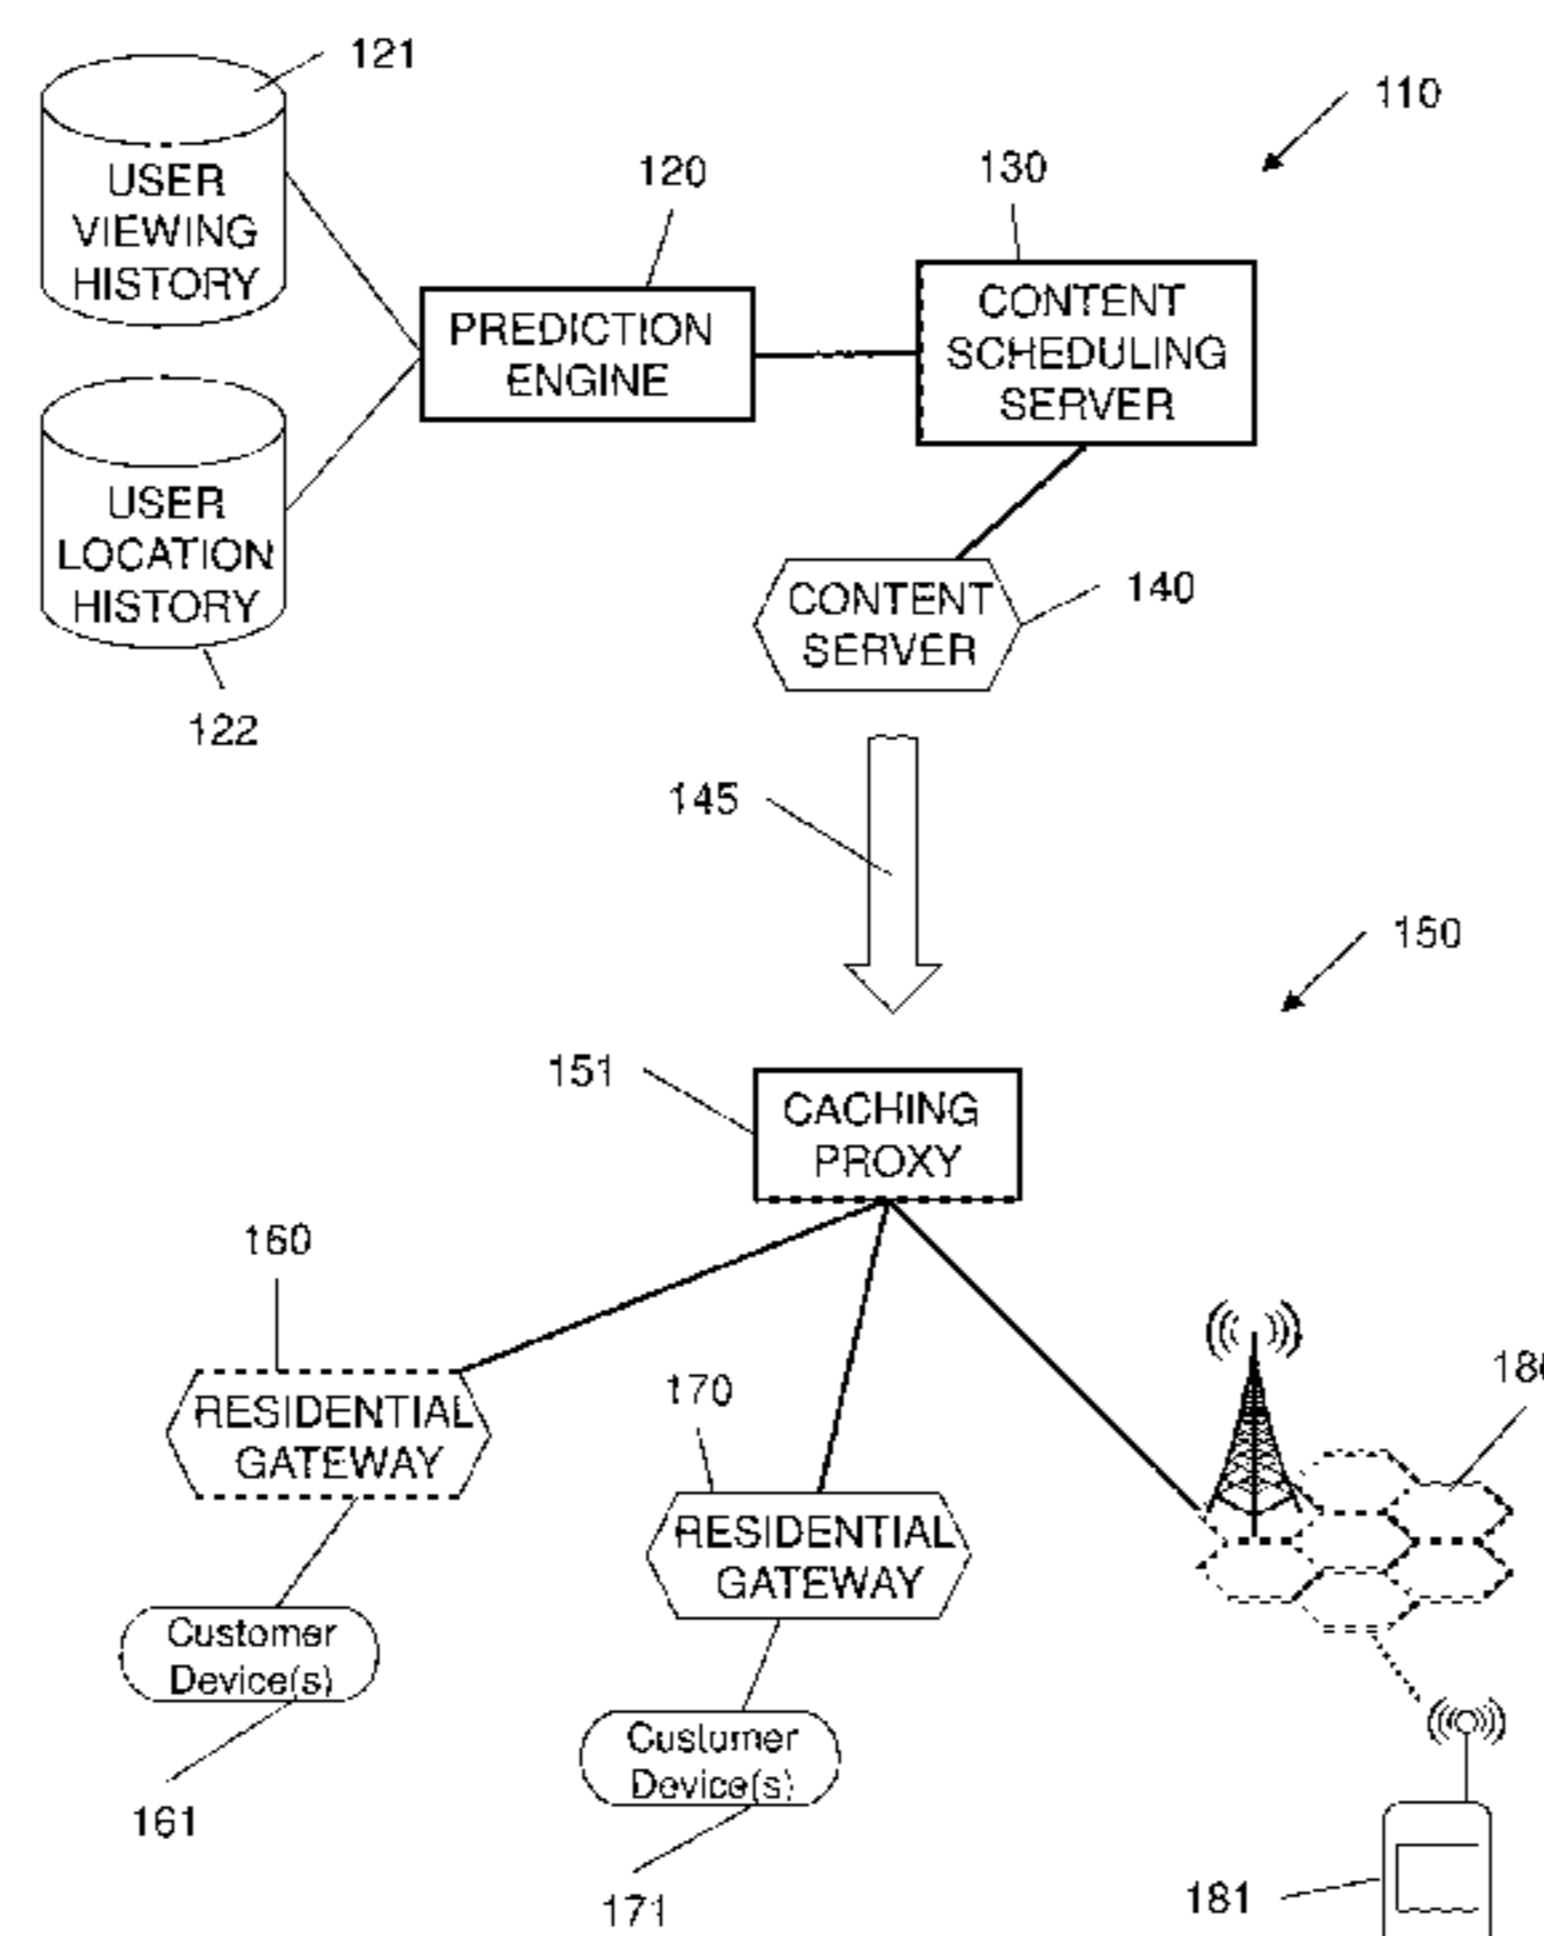 121
110
USER
VIEWING
HISTORY
120
130
PREDICTION
ENGINE
CONTENT
SCHEDULING
SERVER
USER
LOCATION
HISTORY
122
CONTENT
SERVER
140
145
150
151
CACHING
PROXY
160
RESIDENTIAL
GATEWAY
170
RESIDENTIAL
GATEWAY
Customer
Device(s)
161
Customer
Device(s)
171
181